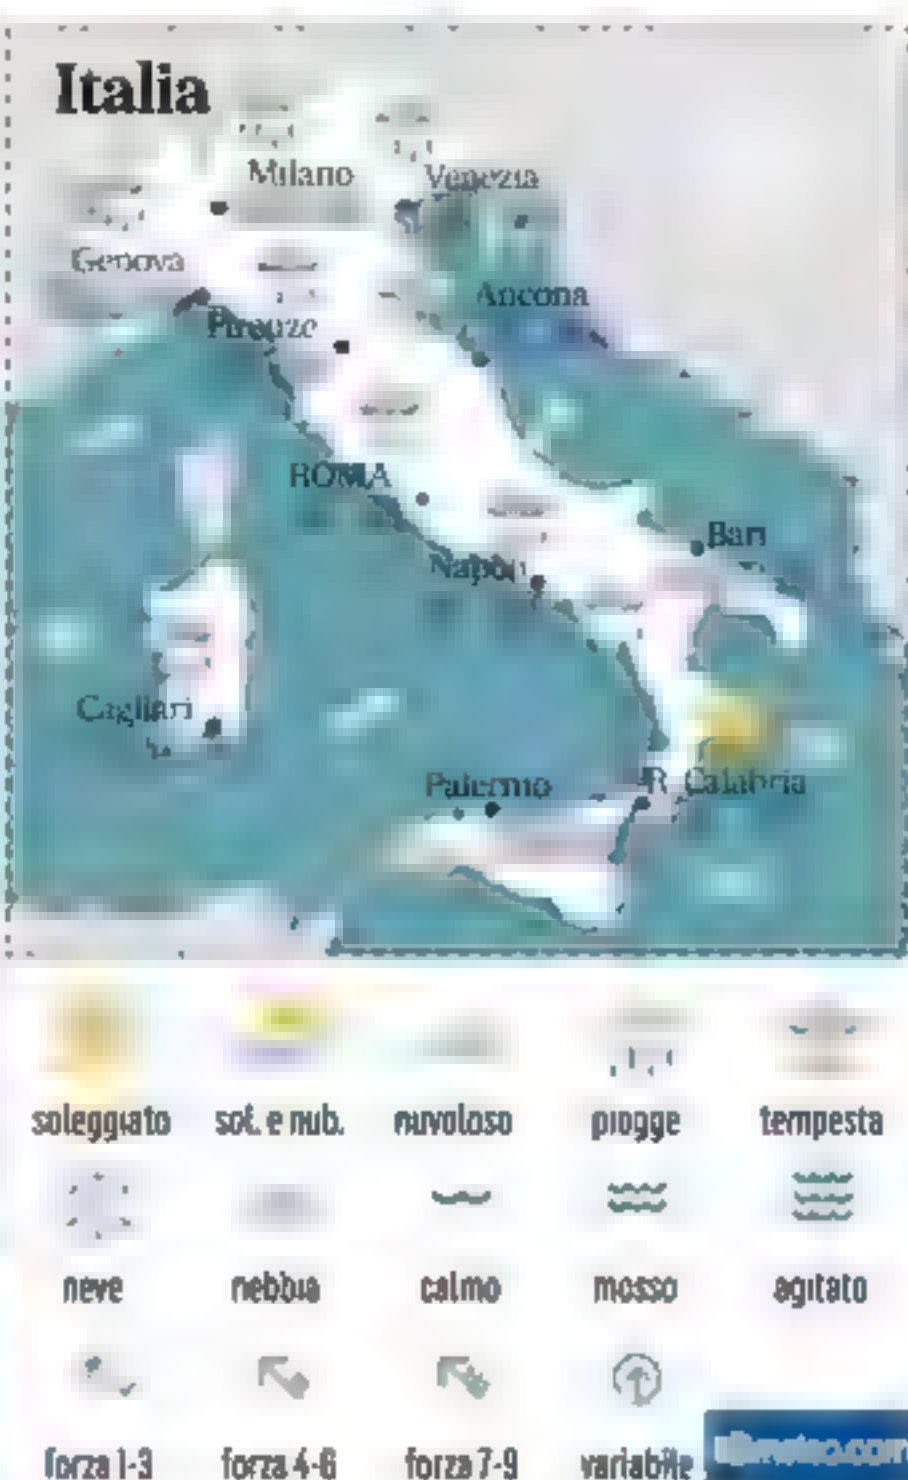 Italia
Milano
Venezia
Genova
Ancona
Firenze
ROMA
Bari
Napoli
Cagliari
Palermo
R. Calabria
soleggiato sol. e nub. nuvoloso piogge tempesta
neve nebbia calmo mosso agitato
forza 1-3 forza 4-6 forza 7-9 variabile